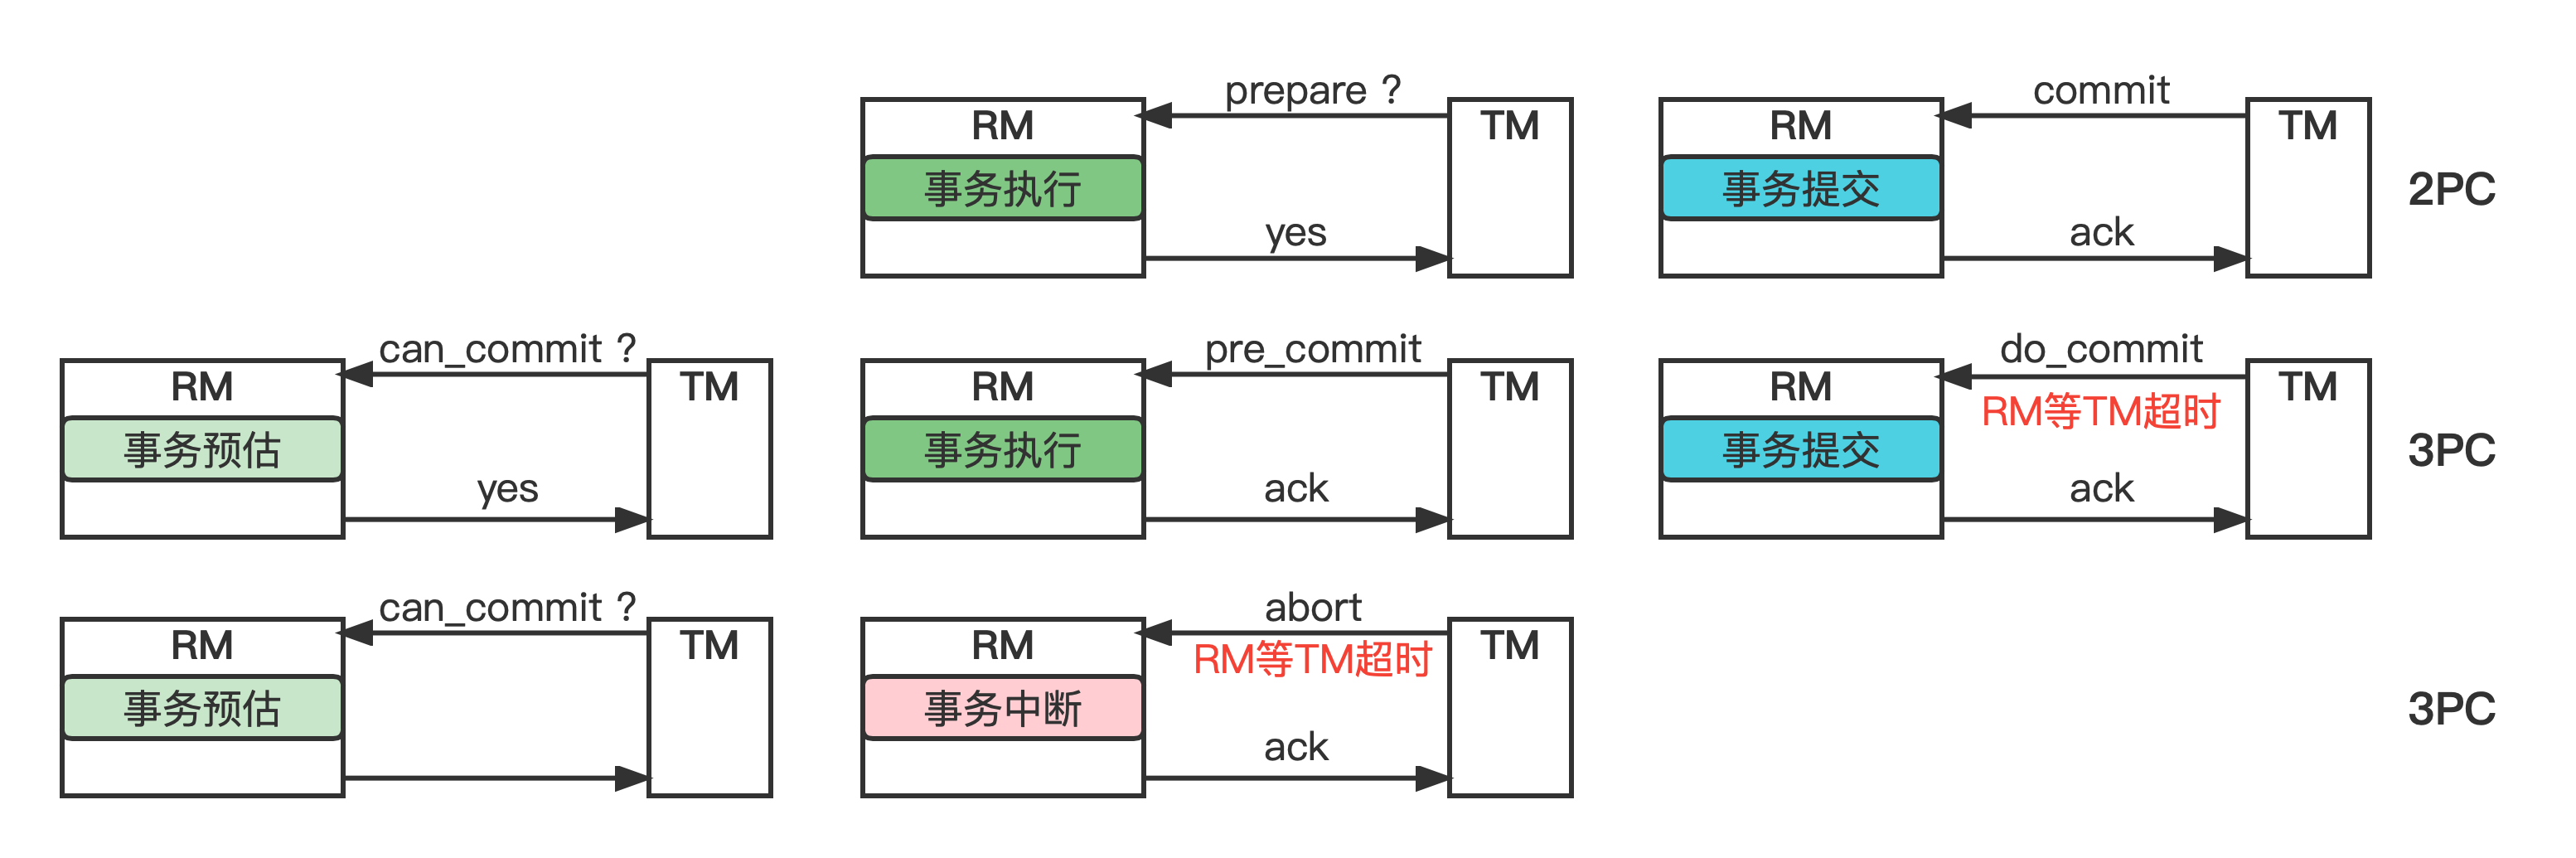 prepare ?
RM
TM
事务执行
yes
commit
RM
TM
事务提交
ack
2PC
can_commit ?
RM
TM
事务预估
yes
pre_commit
RM
TM
事务执行
ack
do_commit
RM
TM
RM等TM超时
事务提交
ack
3PC
can_commit ?
RM
TM
事务预估
abort
RM
TM
RM等TM超时
事务中断
ack
3PC